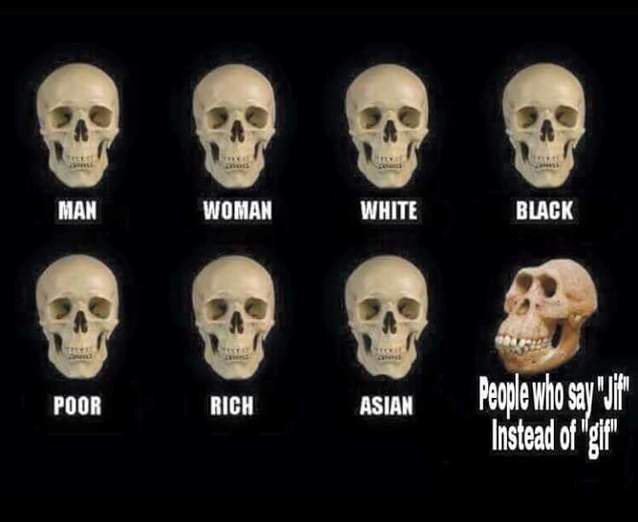 MAN
WOMAN
WHITE
BLACK
POOR
RICH
ASIAN
People who say "Jif"
Instead of "gif"